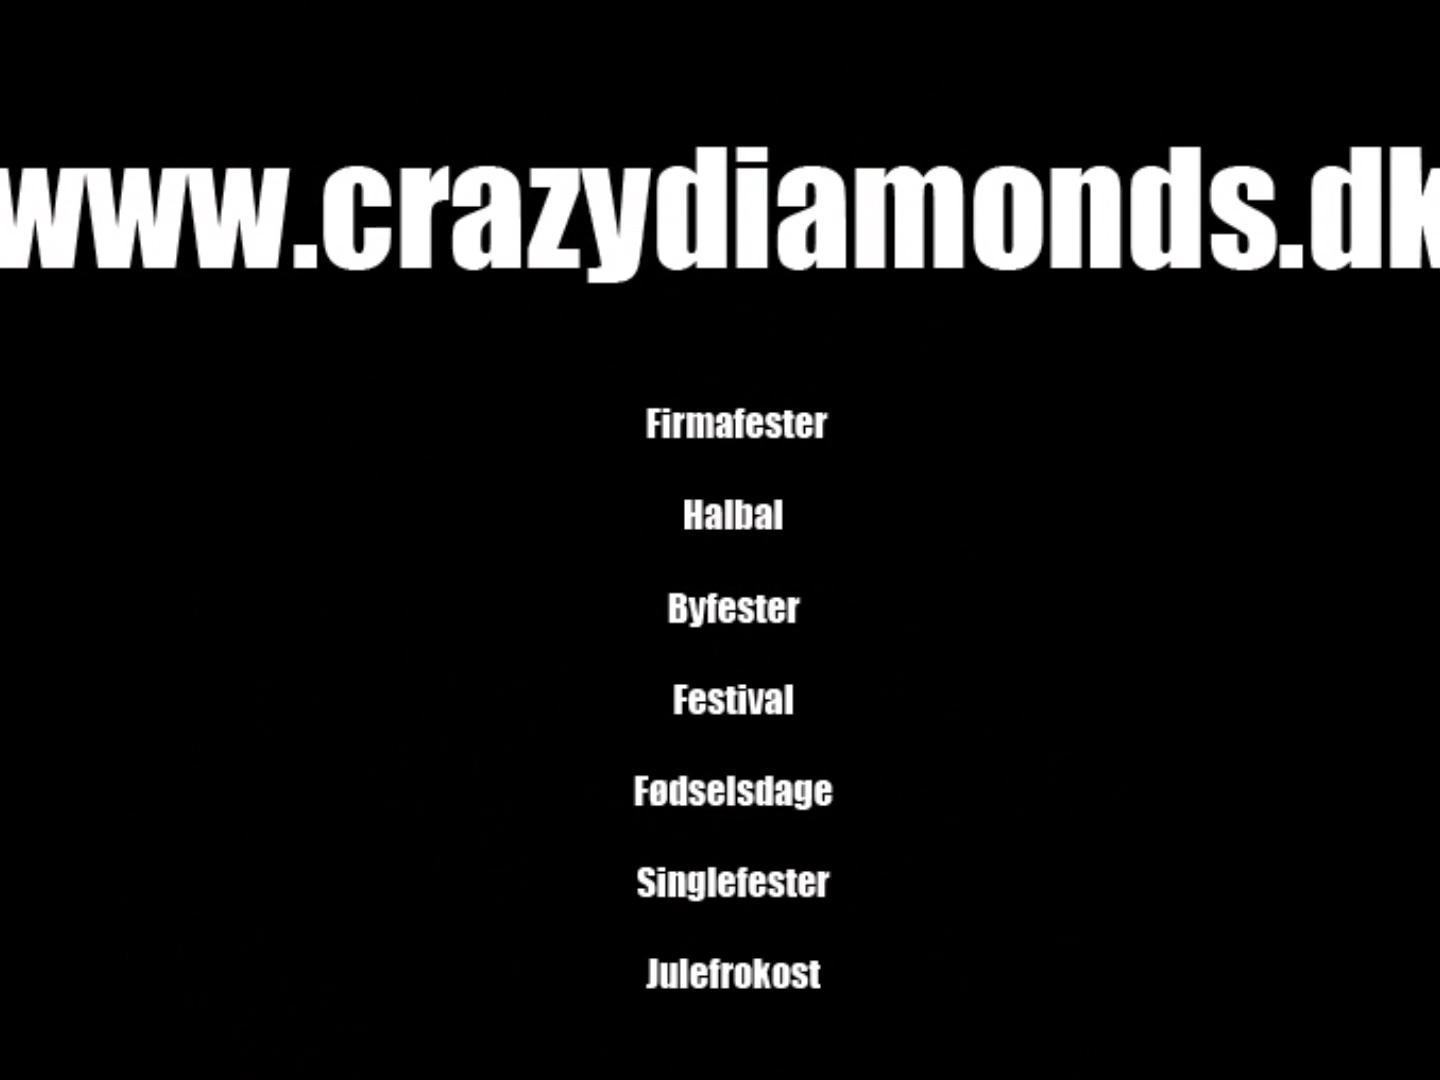 www.crazydiamonds.dk
Firmafester
Halbal
Byfester
Festival
Fødselsdage
Singlefester
Julefrokost